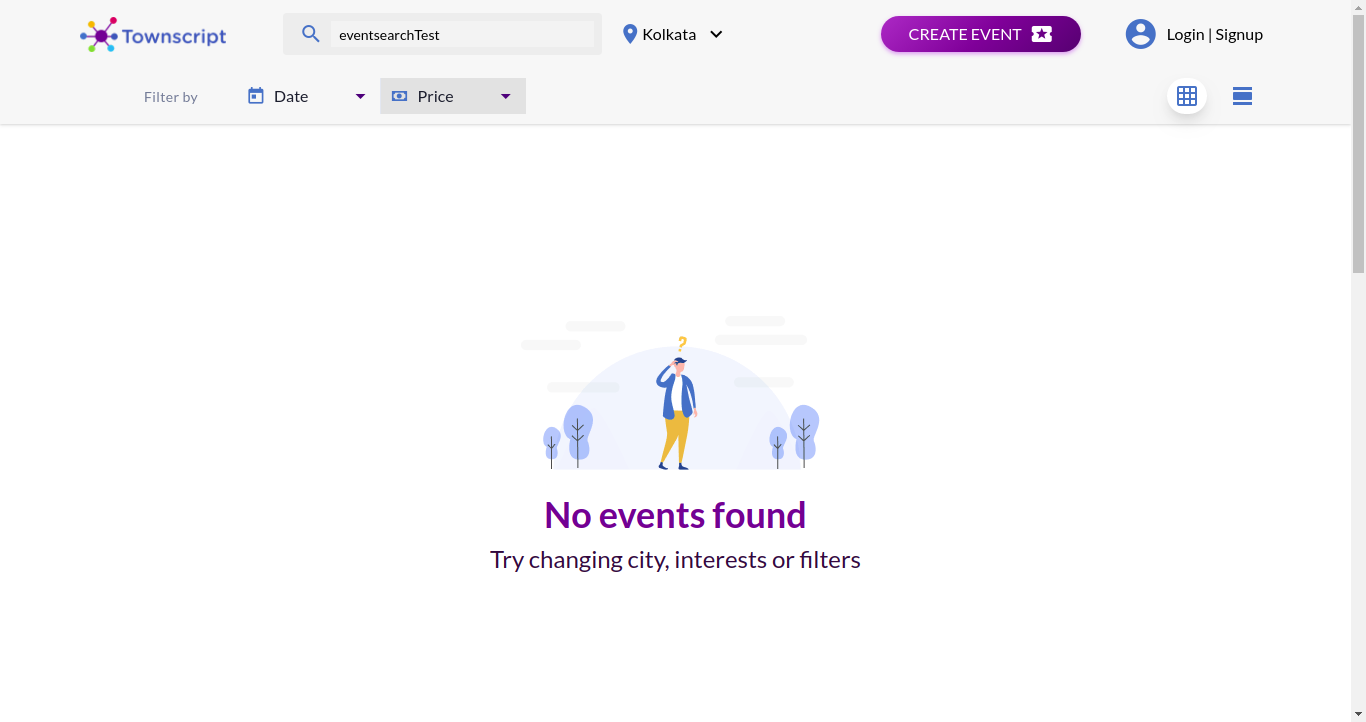 Townscript
eventsearchTest
Kolkata
CREATE EVENT
Login | Signup
Filter by
Date
Price
?
No events found
Try changing city, interests or filters